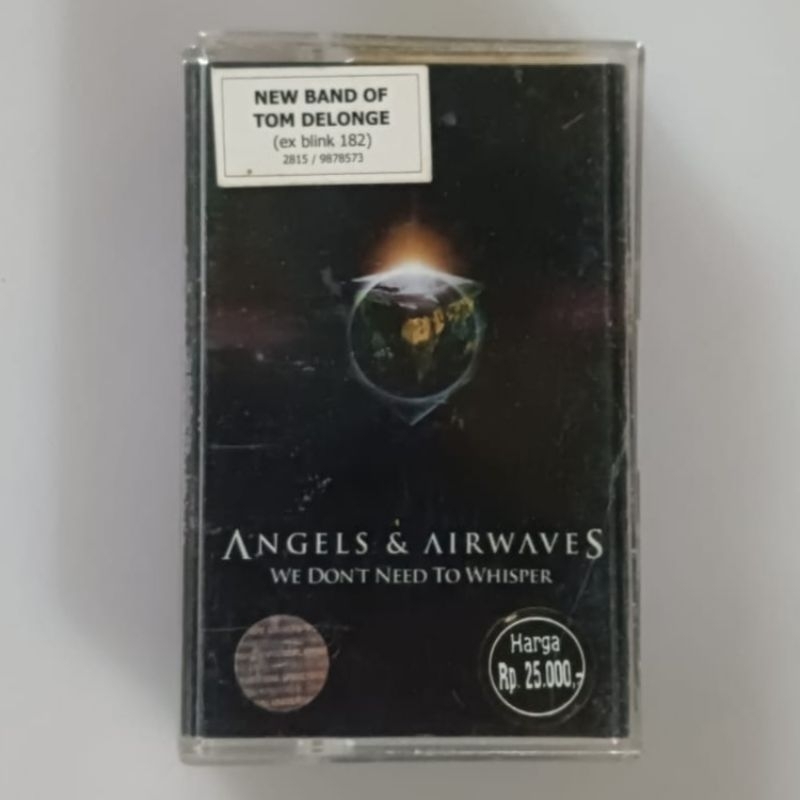 NEW BAND OF
TOM DELONGE
(ex blink 182)
2815 / 9878573
ANGELS & AIRWAVES
WE DON'T NEED TO WHISPER
Harga
Rp. 25.000,-